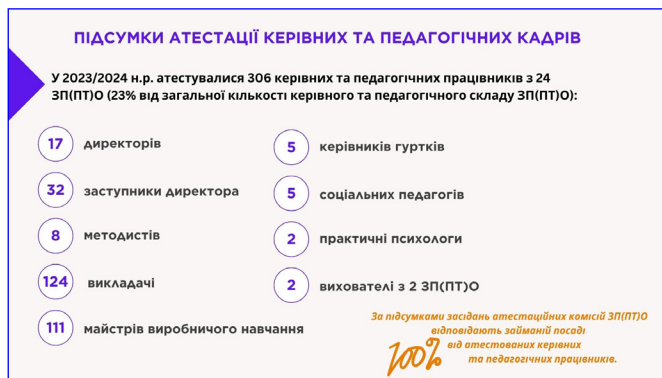 ПІДСУМКИ АТЕСТАЦІЇ КЕРІВНИХ ТА ПЕДАГОГІЧНИХ КАДРІВ
У 2023/2024 н.р. атестувалися 306 керівних та педагогічних працівників з 24
ЗП(ПТ)О (23% від загальної кількості керівного та педагогічного складу ЗП(ПТ)О):
17 директорів
32 заступники директора
8 методистів
124 викладачі
111 майстрів виробничого навчання
5 керівників гуртків
5 соціальних педагогів
2 практичні психологи
2 вихователі з 2 ЗП(ПТ)О
За підсумками засідань атестаційних комісій ЗП(ПТ)О
відповідають займаній посаді
100% від атестованих керівних
та педагогічних працівників.